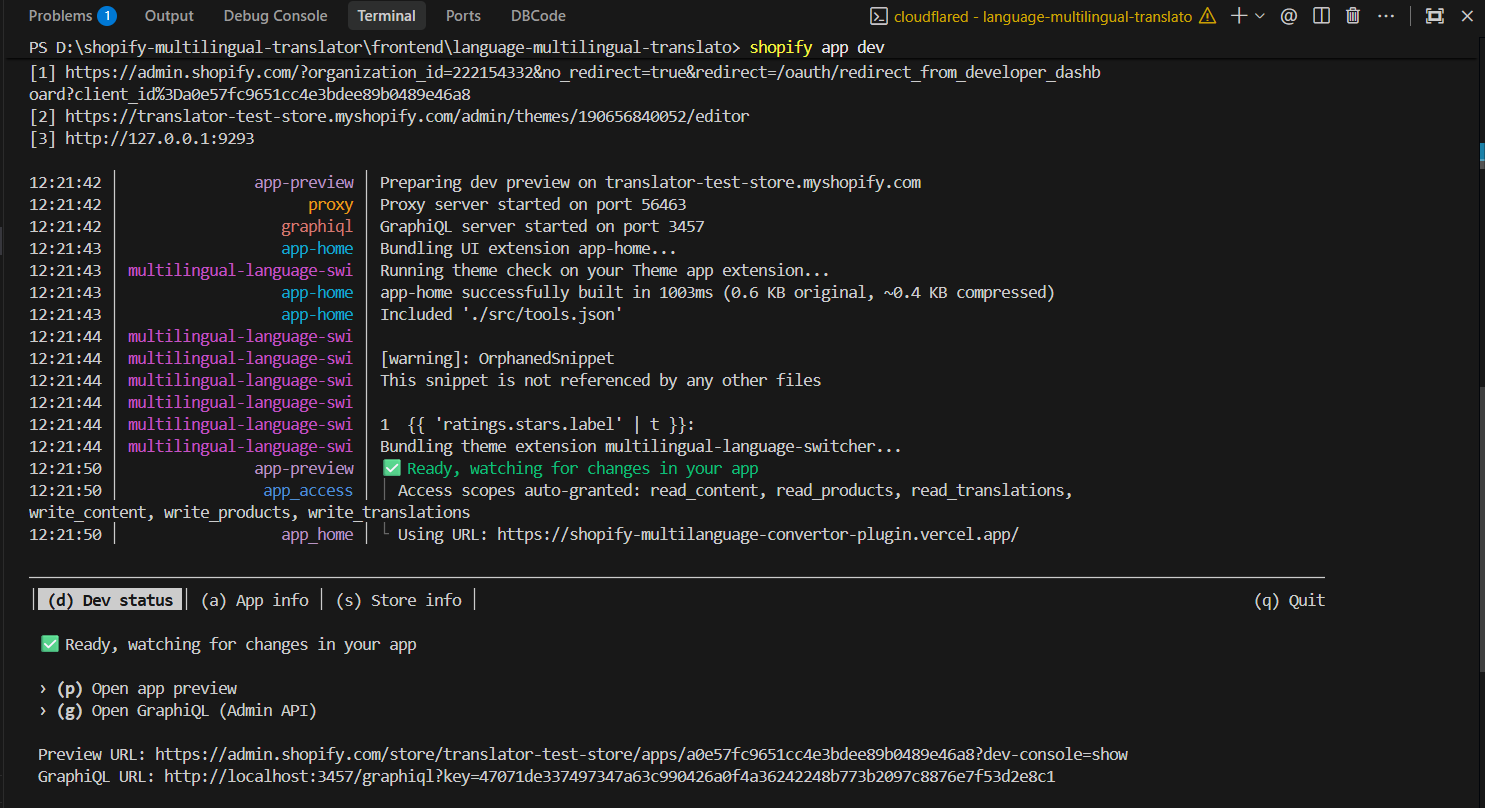 Problems 1 Output Debug Console Terminal Ports DBCode cloudflared - language-multilingual-translato
PS D:\shopify-multilingual-translator\frontend\language-multilingual-translato> shopify app dev
[1] https://admin.shopify.com/?organization_id=222154332&no_redirect=true&redirect=/oauth/redirect_from_developer_dashb
oard?client_id%3Da0e57fc9651cc4e3bdee89b0489e46a8
[2] https://translator-test-store.myshopify.com/admin/themes/190656840052/editor
[3] http://127.0.0.1:9293
12:21:42 │ app-preview │ Preparing dev preview on translator-test-store.myshopify.com
12:21:42 │ proxy │ Proxy server started on port 56463
12:21:42 │ graphiql │ GraphiQL server started on port 3457
12:21:43 │ app-home │ Bundling UI extension app-home...
12:21:43 │ multilingual-language-swi │ Running theme check on your Theme app extension...
12:21:43 │ app-home │ app-home successfully built in 1003ms (0.6 KB original, ~0.4 KB compressed)
12:21:43 │ app-home │ Included './src/tools.json'
12:21:44 │ multilingual-language-swi │
12:21:44 │ multilingual-language-swi │ [warning]: OrphanedSnippet
12:21:44 │ multilingual-language-swi │ This snippet is not referenced by any other files
12:21:44 │ multilingual-language-swi │
12:21:44 │ multilingual-language-swi │ 1  {{ 'ratings.stars.label' | t }}:
12:21:44 │ multilingual-language-swi │ Bundling theme extension multilingual-language-switcher...
12:21:50 │ app-preview │ ✅ Ready, watching for changes in your app
12:21:50 │ app_access │ │ Access scopes auto-granted: read_content, read_products, read_translations,
write_content, write_products, write_translations
12:21:50 │ app_home │ └ Using URL: https://shopify-multilanguage-convertor-plugin.vercel.app/
│ (d) Dev status │ (a) App info │ (s) Store info │ (q) Quit
✅ Ready, watching for changes in your app
› (p) Open app preview
› (g) Open GraphiQL (Admin API)
Preview URL: https://admin.shopify.com/store/translator-test-store/apps/a0e57fc9651cc4e3bdee89b0489e46a8?dev-console=show
GraphiQL URL: http://localhost:3457/graphiql?key=47071de337497347a63c990426a0f4a36242248b773b2097c8876e7f53d2e8c1